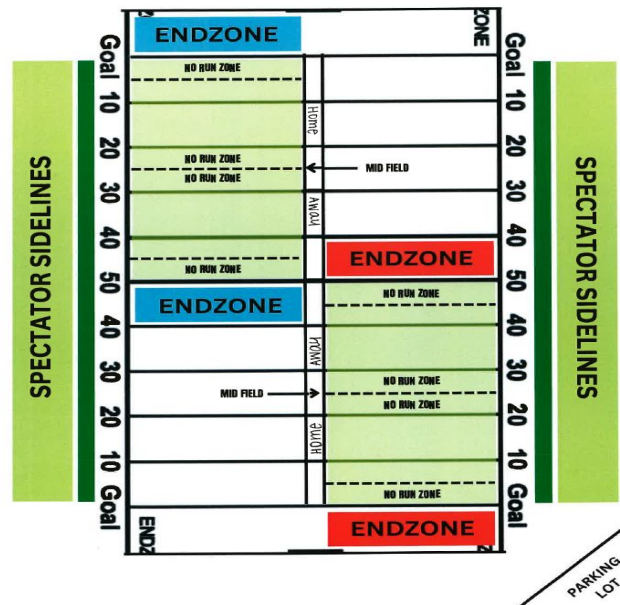 ZONE
ENDZONE
Goal
Goal
NO RUN ZONE
10
10
Home
20
20
NO RUN ZONE
MID FIELD
NO RUN ZONE
30
30
Away
40
40
ENDZONE
NO RUN ZONE
50
50
ENDZONE
NO RUN ZONE
40
40
Away
30
30
NO RUN ZONE
MID FIELD
NO RUN ZONE
20
20
Home
10
10
NO RUN ZONE
Goal
Goal
ENDZ
ENDZONE
SPECTATOR SIDELINES
SPECTATOR SIDELINES
PARKING
LOT